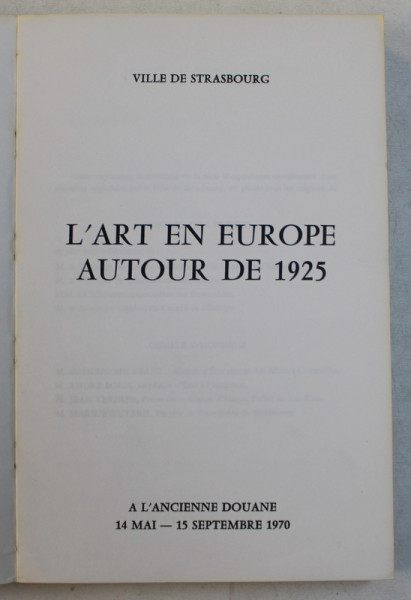 VILLE DE STRASBOURG
L'ART EN EUROPE
AUTOUR DE 1925
A L'ANCIENNE DOUANE
14 MAI — 15 SEPTEMBRE 1970